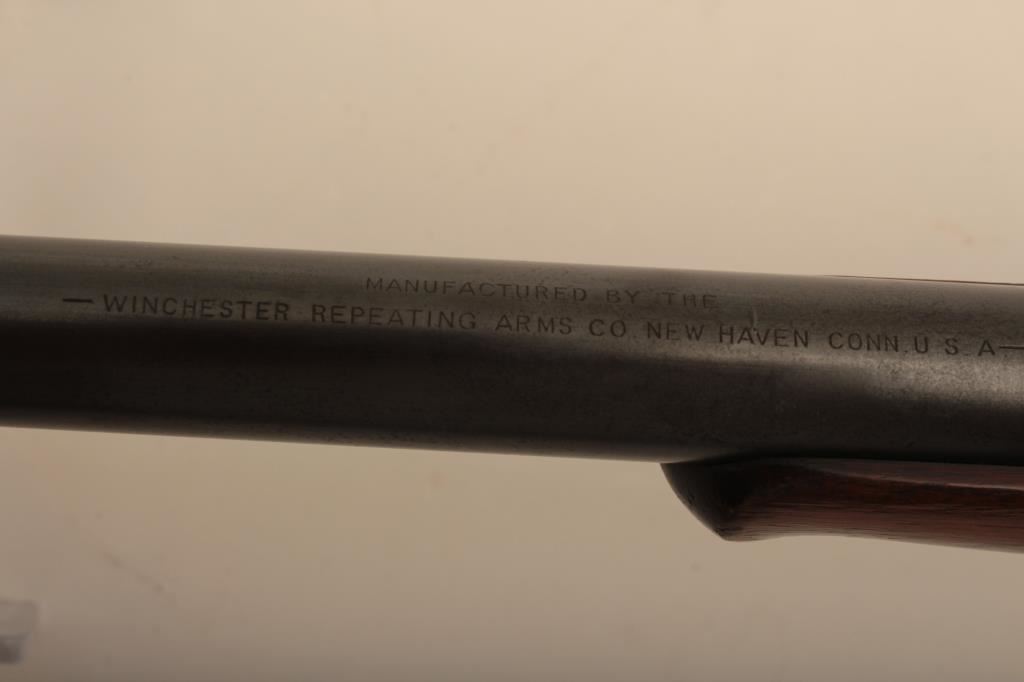 MANUFACTURED BY THE
— WINCHESTER REPEATING ARMS CO. NEW HAVEN CONN. U.S.A —